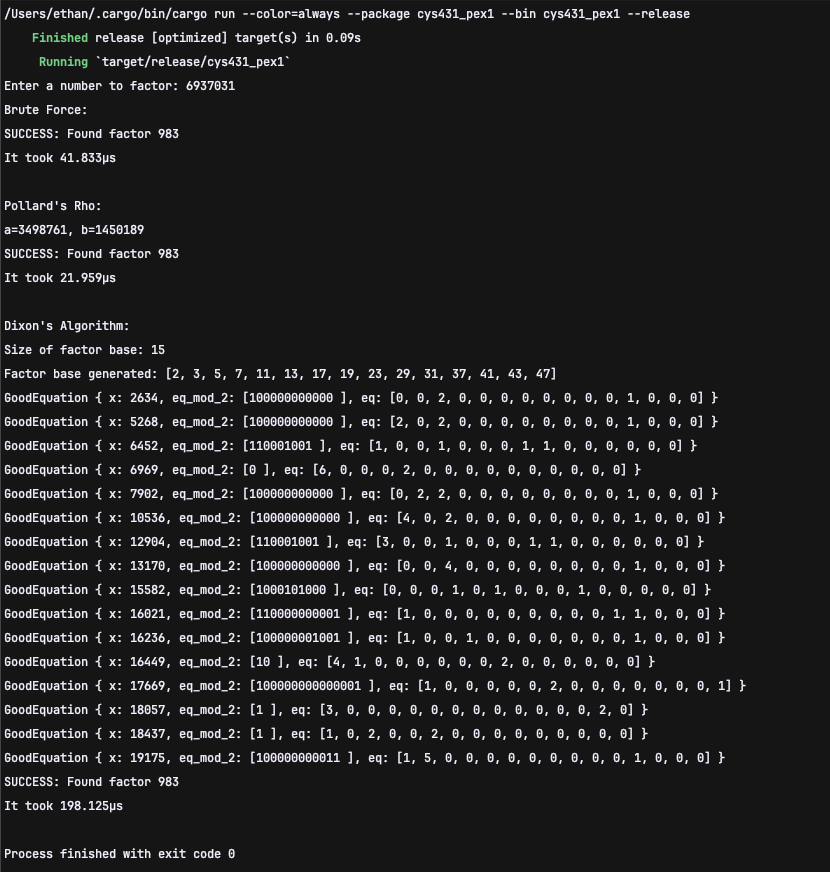 /Users/ethan/.cargo/bin/cargo run --color=always --package cys431_pex1 --bin cys431_pex1 --release
Finished release [optimized] target(s) in 0.09s
Running `target/release/cys431_pex1`
Enter a number to factor: 6937031
Brute Force:
SUCCESS: Found factor 983
It took 41.833µs
Pollard's Rho:
a=3498761, b=1450189
SUCCESS: Found factor 983
It took 21.959µs
Dixon's Algorithm:
Size of factor base: 15
Factor base generated: [2, 3, 5, 7, 11, 13, 17, 19, 23, 29, 31, 37, 41, 43, 47]
GoodEquation { x: 2634, eq_mod_2: [100000000000 ], eq: [0, 0, 2, 0, 0, 0, 0, 0, 0, 0, 0, 1, 0, 0, 0] }
GoodEquation { x: 5268, eq_mod_2: [100000000000 ], eq: [2, 0, 2, 0, 0, 0, 0, 0, 0, 0, 0, 1, 0, 0, 0] }
GoodEquation { x: 6452, eq_mod_2: [110001001 ], eq: [1, 0, 0, 1, 0, 0, 0, 1, 1, 0, 0, 0, 0, 0, 0] }
GoodEquation { x: 6969, eq_mod_2: [0 ], eq: [6, 0, 0, 0, 2, 0, 0, 0, 0, 0, 0, 0, 0, 0, 0] }
GoodEquation { x: 7902, eq_mod_2: [100000000000 ], eq: [0, 2, 2, 0, 0, 0, 0, 0, 0, 0, 0, 1, 0, 0, 0] }
GoodEquation { x: 10536, eq_mod_2: [100000000000 ], eq: [4, 0, 2, 0, 0, 0, 0, 0, 0, 0, 0, 1, 0, 0, 0] }
GoodEquation { x: 12904, eq_mod_2: [110001001 ], eq: [3, 0, 0, 1, 0, 0, 0, 1, 1, 0, 0, 0, 0, 0, 0] }
GoodEquation { x: 13170, eq_mod_2: [100000000000 ], eq: [0, 0, 4, 0, 0, 0, 0, 0, 0, 0, 0, 1, 0, 0, 0] }
GoodEquation { x: 15582, eq_mod_2: [1000101000 ], eq: [0, 0, 0, 1, 0, 1, 0, 0, 0, 1, 0, 0, 0, 0, 0] }
GoodEquation { x: 16021, eq_mod_2: [110000000001 ], eq: [1, 0, 0, 0, 0, 0, 0, 0, 0, 0, 1, 1, 0, 0, 0] }
GoodEquation { x: 16236, eq_mod_2: [100000001001 ], eq: [1, 0, 0, 1, 0, 0, 0, 0, 0, 0, 0, 1, 0, 0, 0] }
GoodEquation { x: 16449, eq_mod_2: [10 ], eq: [4, 1, 0, 0, 0, 0, 0, 0, 2, 0, 0, 0, 0, 0, 0] }
GoodEquation { x: 17669, eq_mod_2: [100000000000001 ], eq: [1, 0, 0, 0, 0, 0, 2, 0, 0, 0, 0, 0, 0, 0, 1] }
GoodEquation { x: 18057, eq_mod_2: [1 ], eq: [3, 0, 0, 0, 0, 0, 0, 0, 0, 0, 0, 0, 0, 2, 0] }
GoodEquation { x: 18437, eq_mod_2: [1 ], eq: [1, 0, 2, 0, 0, 2, 0, 0, 0, 0, 0, 0, 0, 0, 0] }
GoodEquation { x: 19175, eq_mod_2: [100000000011 ], eq: [1, 5, 0, 0, 0, 0, 0, 0, 0, 0, 0, 1, 0, 0, 0] }
SUCCESS: Found factor 983
It took 198.125µs
Process finished with exit code 0